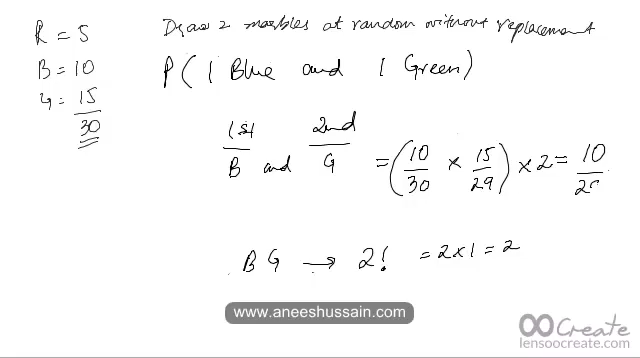 R = 5
B = 10
G = 15
30
Draw 2 marbles at random without replacement
P( 1 Blue and 1 Green)
1st 2nd
B and G = (10/30 × 15/29) × 2 = 10/29
B G → 2! = 2 × 1 = 2
www.aneeshussain.com
Create
lensoocreate.com